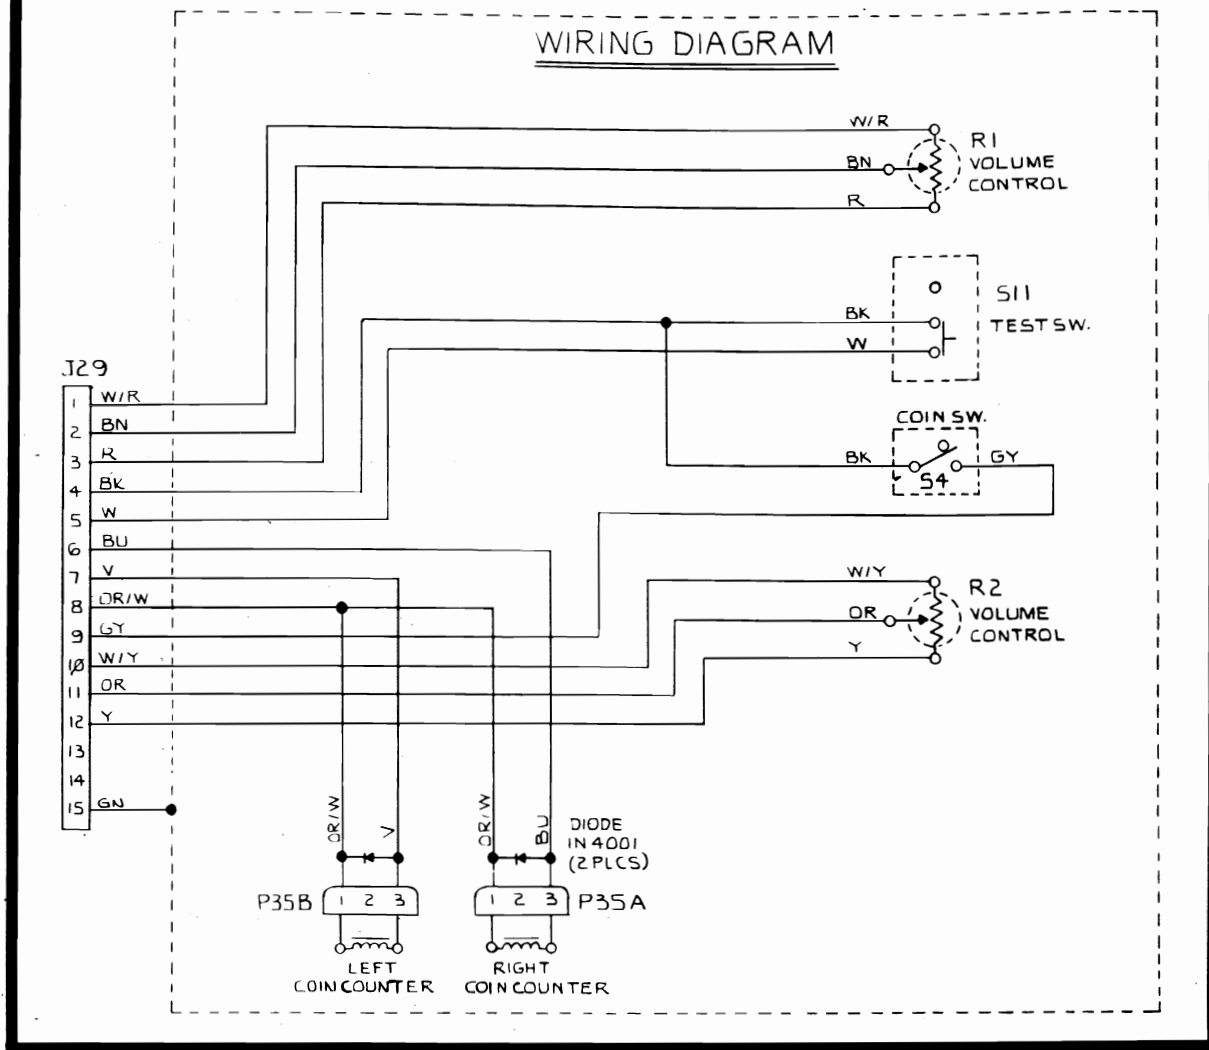 WIRING DIAGRAM
W/R
R1
BN
VOLUME
CONTROL
R
S11
BK
TEST SW.
W
J29
1 W/R
2 BN
3 R
4 BK
5 W
6 BU
7 V
8 OR/W
9 GY
10 W/Y
11 OR
12 Y
13
14
15 GN
COIN SW.
BK
GY
S4
W/Y
R2
OR
VOLUME
CONTROL
Y
OR/W
V
OR/W
BU
DIODE
IN 4001
(2 PLCS)
P35B
1 2 3
1 2 3
P35A
LEFT
COIN COUNTER
RIGHT
COIN COUNTER